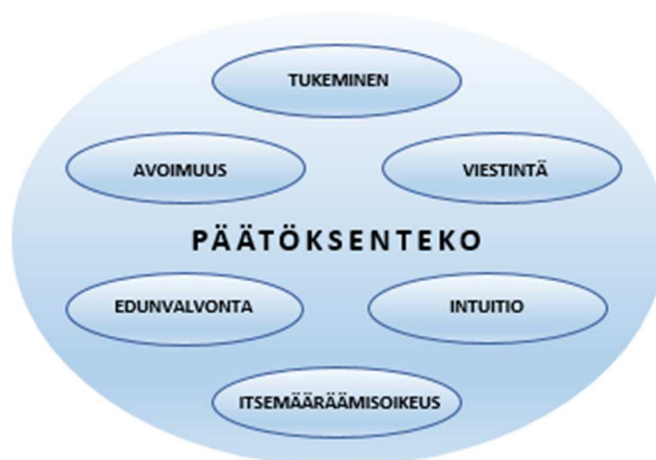 TUKEMINEN
AVOIMUUS
VIESTINTÄ
PÄÄTÖKSENTEKO
EDUNVALVONTA
INTUITIO
ITSEMÄÄRÄÄMISOIKEUS